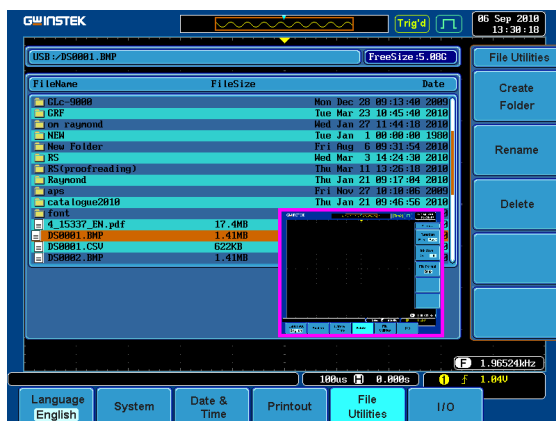 GWINSTEK
Trig'd
06 Sep 2010
13:30:18
USB:/DS0001.BMP
FreeSize:5.08G
File Utilities
FileName FileSize Date
GLc-9000 Mon Dec 28 09:13:40 2009
GRF Tue Mar 23 10:45:40 2010
on raymond Wed Jan 27 11:44:18 2010
NEW Tue Jan 1 00:00:00 1980
New Folder Fri Aug 6 09:31:54 2010
RS Wed Mar 3 14:24:30 2010
RS(proofreading) Thu Mar 11 13:26:18 2010
Raymond Thu Jan 21 09:17:04 2010
aps Fri Nov 27 10:10:06 2009
catalogue2010 Thu Jan 21 09:46:56 2010
font
4_15337_EN.pdf 17.4MB
DS0001.BMP 1.41MB
DS0001.CSV 622KB
DS0002.BMP 1.41MB
Create
Folder
Rename
Delete
F 1.96524kHz
100us H 0.000s
1 f 1.04V
Language
English
System
Date &
Time
Printout
File
Utilities
I/O